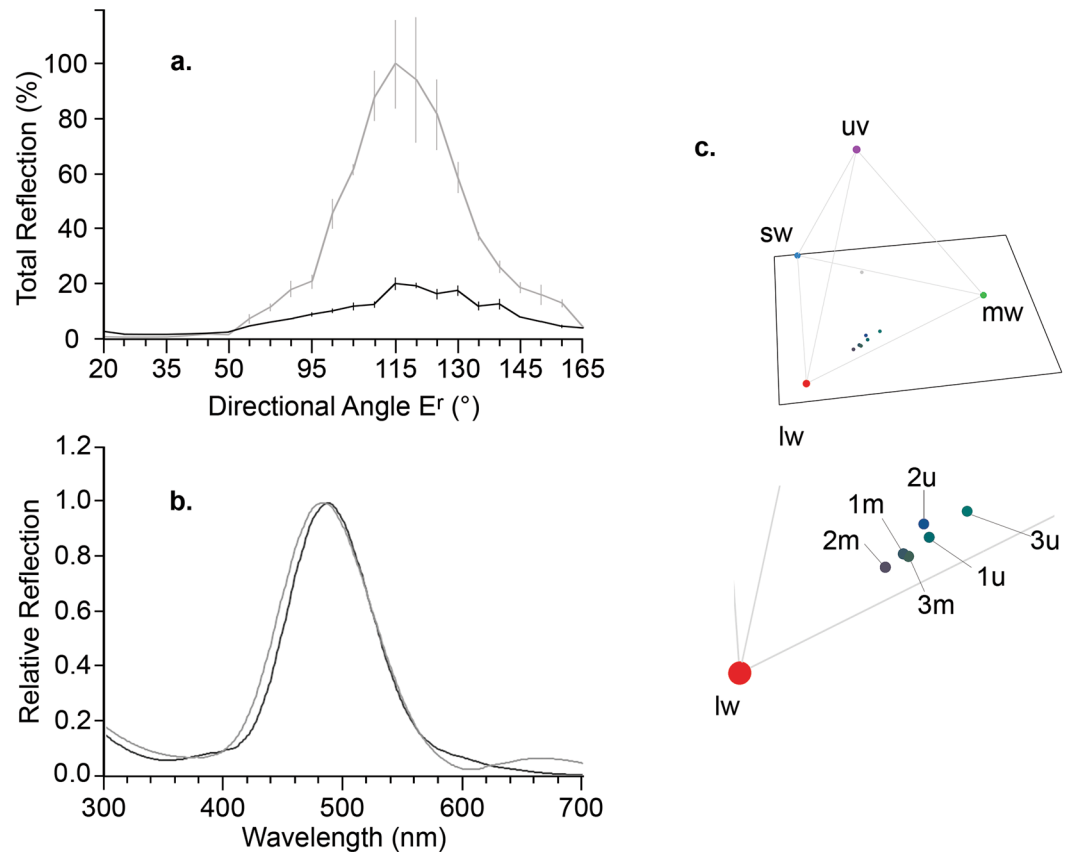 a.
Total Reflection (%)
100
80
60
40
20
0
20 35 50 95 115 130 145 165
Directional Angle Eʳ (°)
b.
Relative Reflection
1.2
1.0
0.8
0.6
0.4
0.2
0.0
300 400 500 600 700
Wavelength (nm)
c.
uv
sw
mw
lw
2u
1m
2m
3u
1u
3m
lw